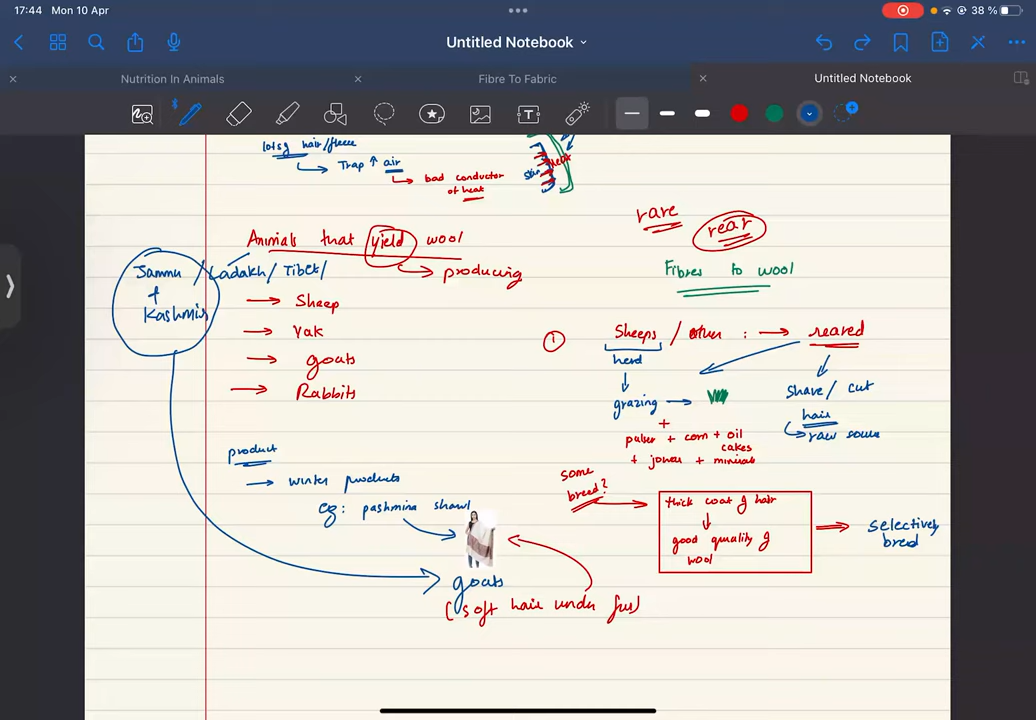 17:44 Mon 10 Apr
38 %
Untitled Notebook
Nutrition In Animals
Fibre To Fabric
Untitled Notebook
lots of hair/fleece
Trap ↑ air
bad conductor
of heat
skin
Animals that yield wool
producing
Jammu / Ladakh / Tibet /
+
Kashmir
→ Sheep
→ Yak
→ goats
→ Rabbits
product
→ winter products
eg: pashmina shawl
goats
(soft hair under fur)
rare
rear
Fibres to wool
① Sheeps / other : → reared
herd
grazing →
+
pulses + corn + oil
cakes
+ jowar + minerals
shave / cut
hair
raw source
some
breed?
thick coat of hair
good quality of
wool
selectively
bred